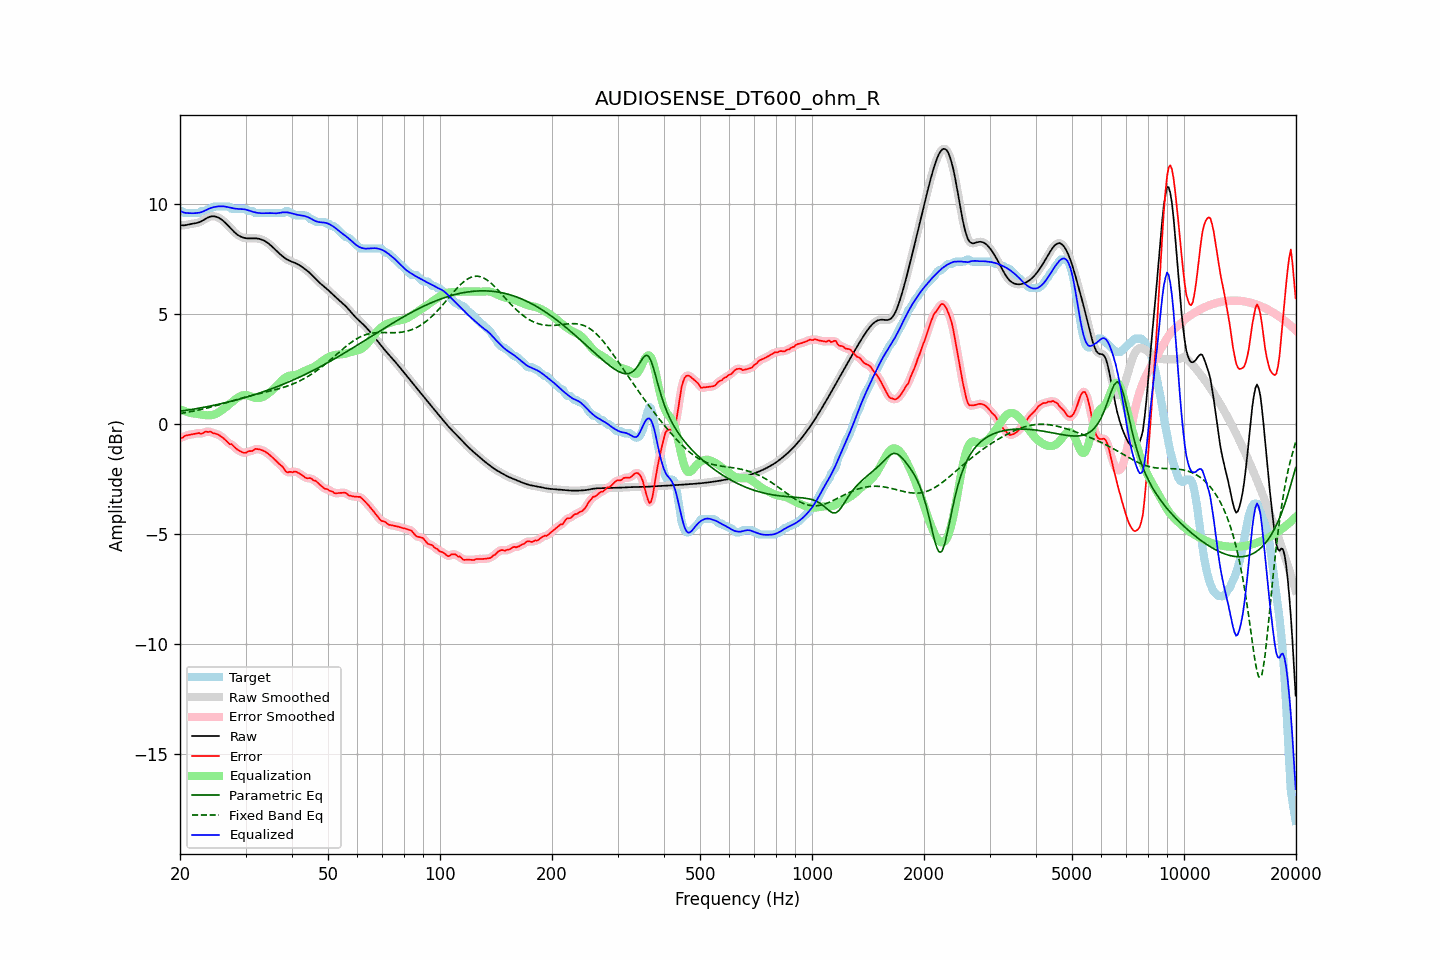 AUDIOSENSE_DT600_ohm_R
Amplitude (dBr)
10
5
0
−5
−10
−15
Target
Raw Smoothed
Error Smoothed
Raw
Error
Equalization
Parametric Eq
Fixed Band Eq
Equalized
20
50
100
200
500
1000
2000
5000
10000
20000
Frequency (Hz)